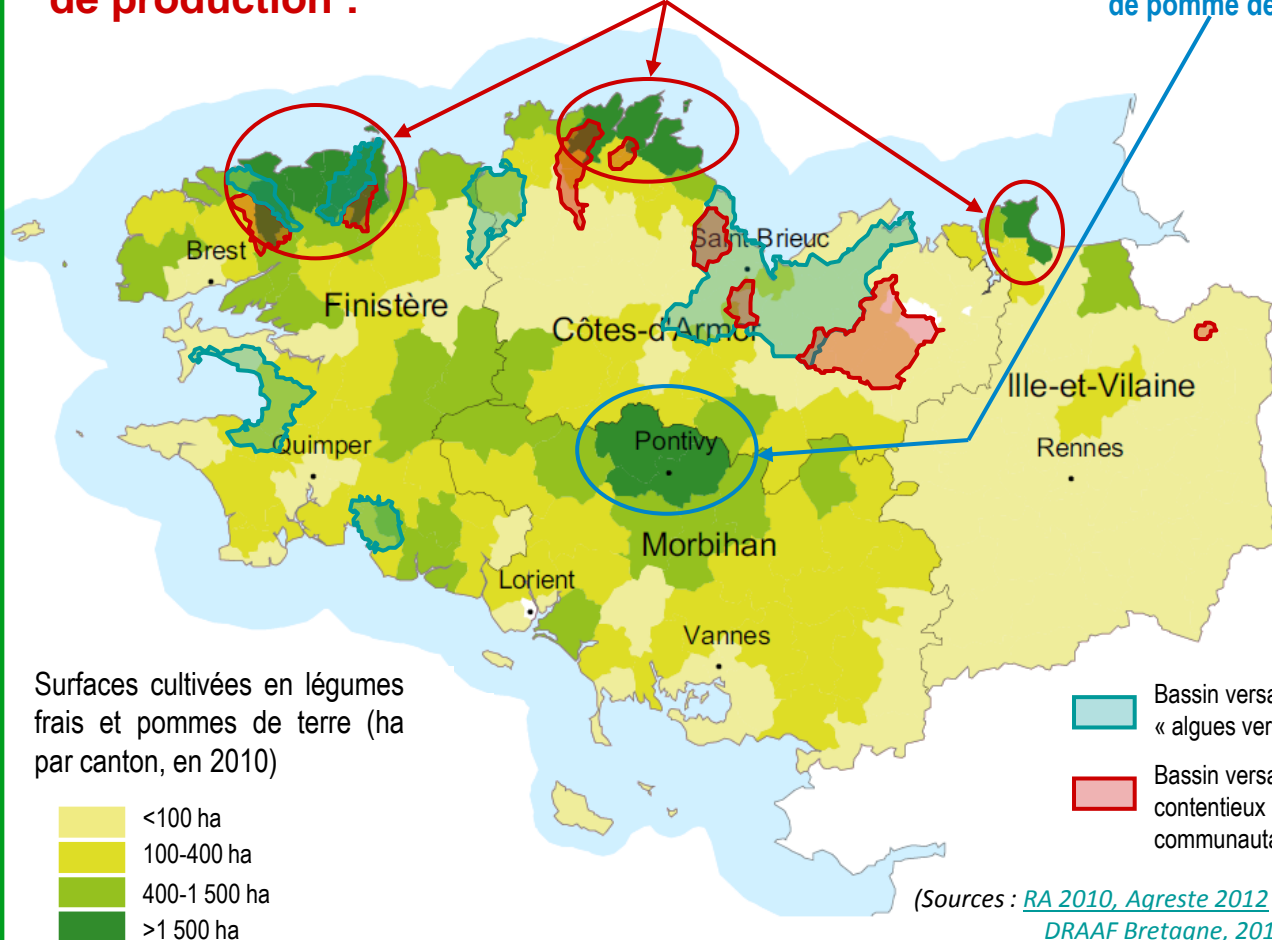 de production :
de pomme de
Brest
Finistère
Saint-Brieuc
Côtes-d'Armor
Ille-et-Vilaine
Rennes
Quimper
Pontivy
Morbihan
Lorient
Vannes
Surfaces cultivées en légumes
frais et pommes de terre (ha
par canton, en 2010)
<100 ha
100-400 ha
400-1 500 ha
>1 500 ha
Bassin versa
« algues ver
Bassin versa
contentieux
communauta
(Sources : RA 2010, Agreste 2012
DRAAF Bretagne, 201